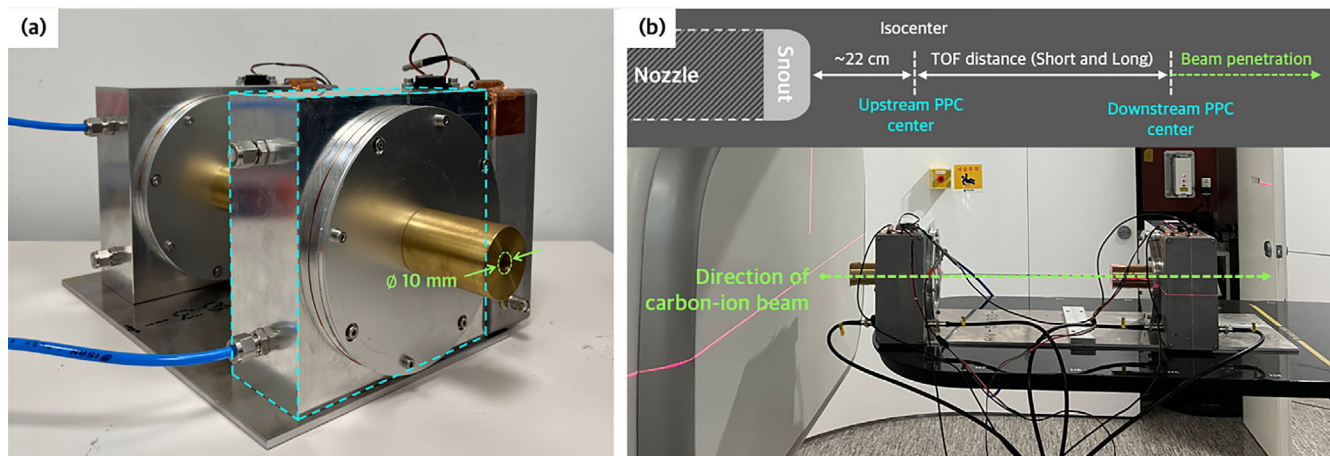 (a)
ø 10 mm
(b)
Nozzle
Snout
~22 cm
Isocenter
TOF distance (Short and Long)
Beam penetration
Upstream PPC
center
Downstream PPC
center
Direction of
carbon-ion beam